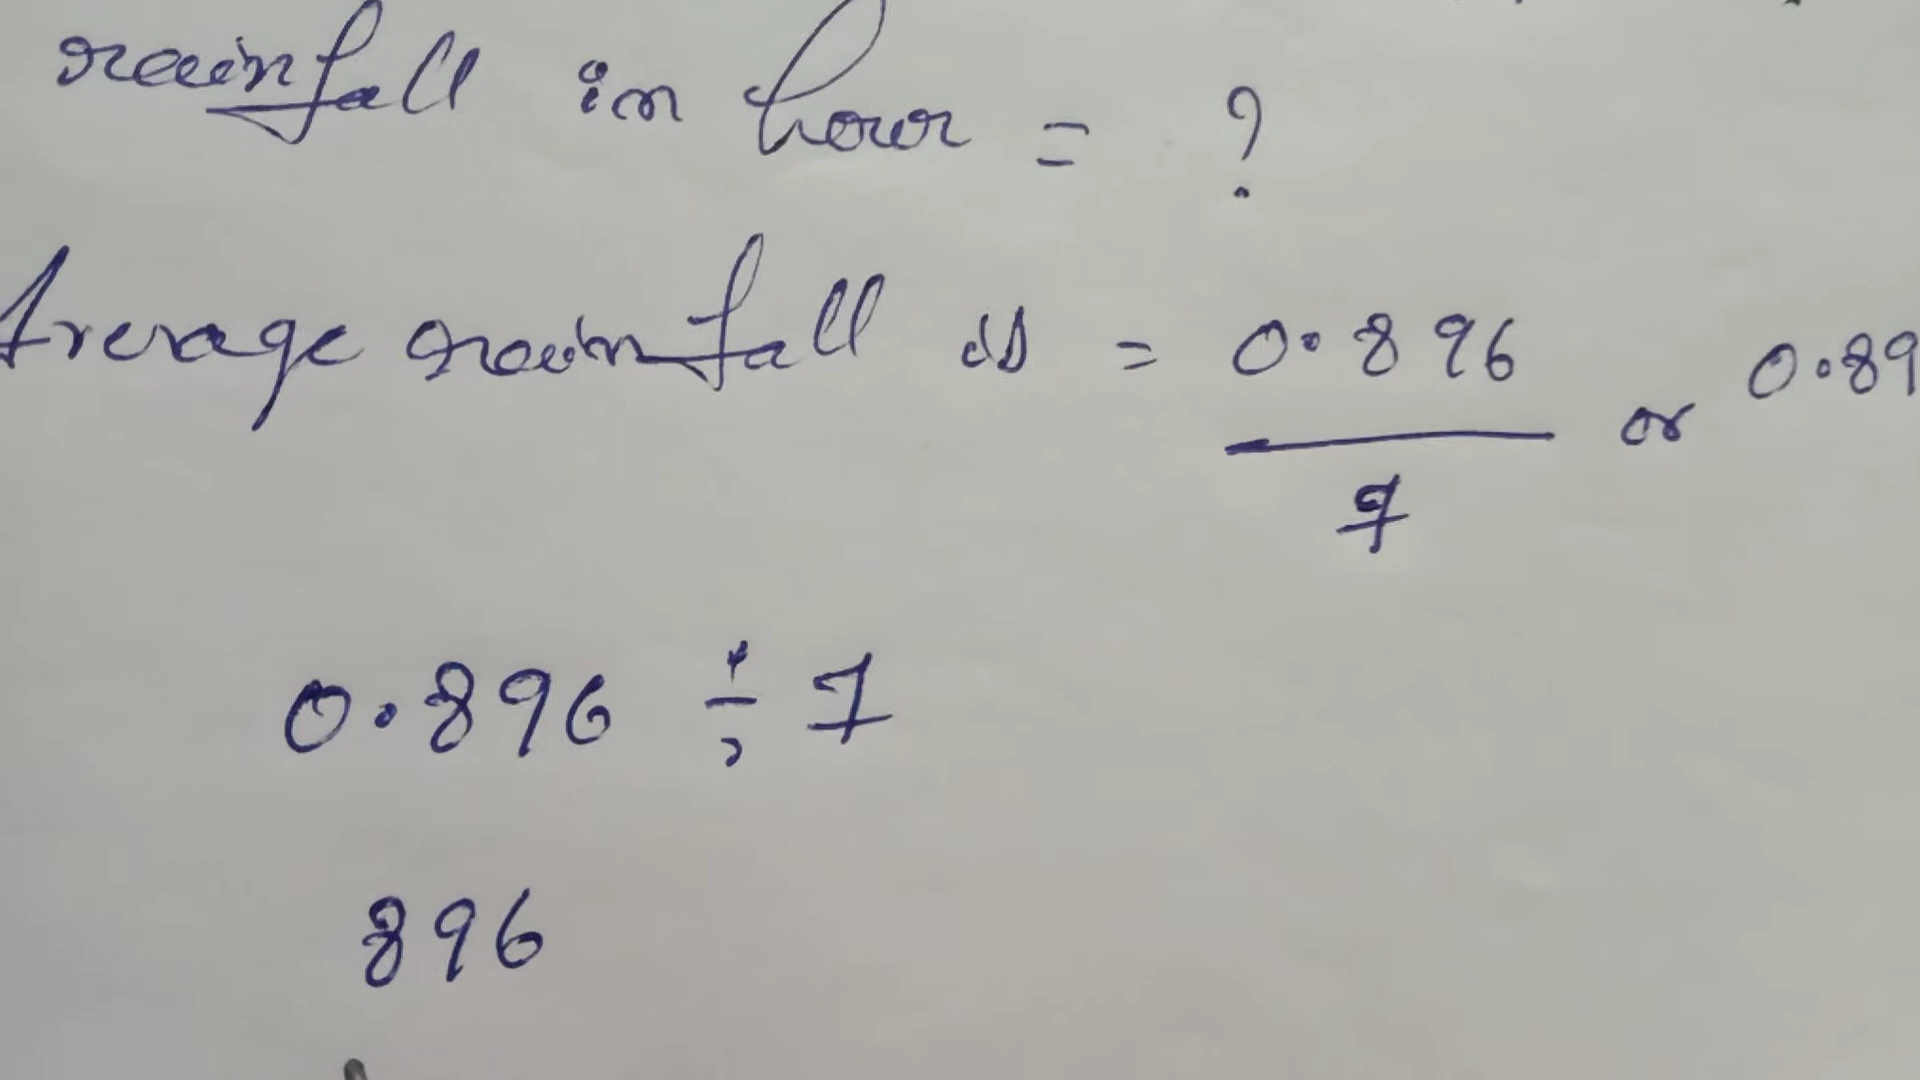 rainfall in hour = ?
Average rainfall is = 0.896 / 7 or 0.89
0.896 ÷ 7
896